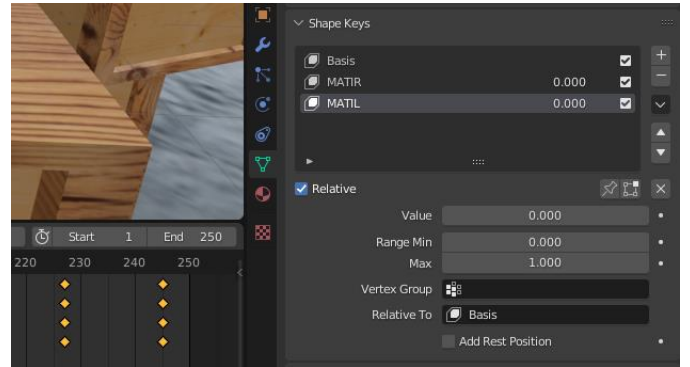 Shape Keys
Basis
MATIR 0.000
MATIL 0.000
Relative
Value 0.000
Range Min 0.000
Max 1.000
Vertex Group
Relative To Basis
Add Rest Position
Start 1 End 250
220 230 240 250